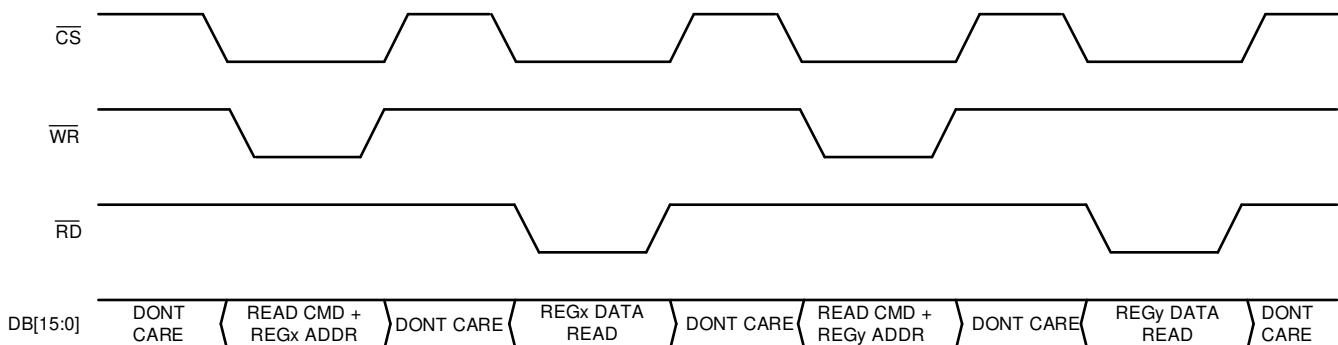 CS
WR
RD
DB[15:0]
DONT
CARE
READ CMD +
REGx ADDR
DONT CARE
REGx DATA
READ
DONT CARE
READ CMD +
REGy ADDR
DONT CARE
REGy DATA
READ
DONT
CARE